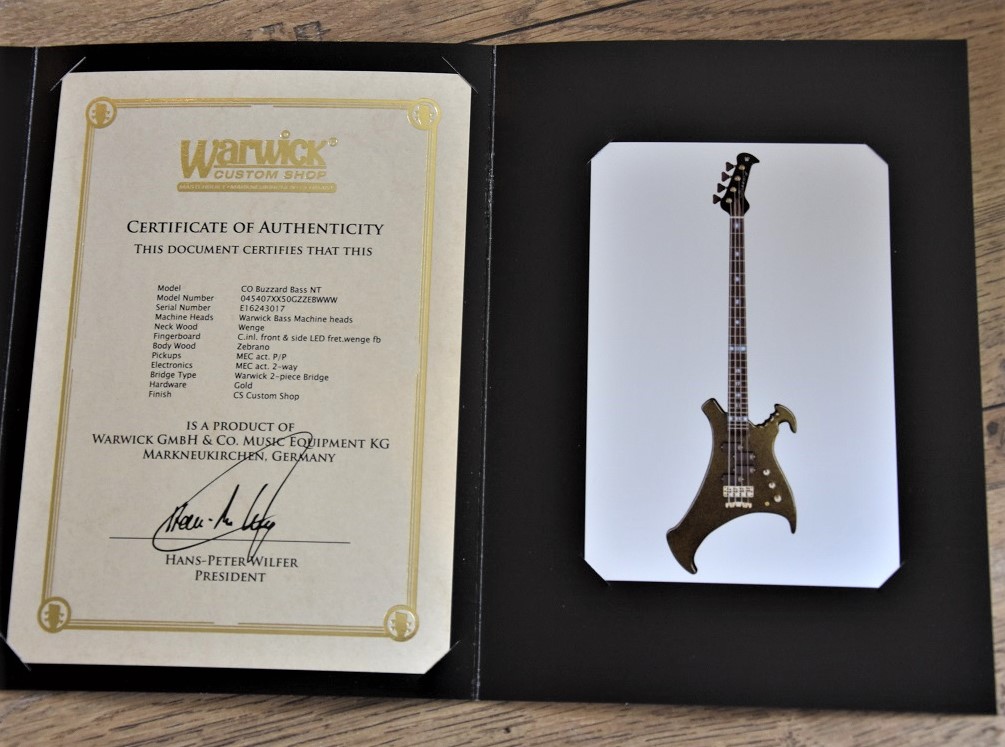 Warwick®
CUSTOM SHOP
CERTIFICATE OF AUTHENTICITY
THIS DOCUMENT CERTIFIES THAT THIS
Model CO Buzzard Bass NT
Model Number 045407XX50GZZEBWWW
Serial Number E16243017
Machine Heads Warwick Bass Machine heads
Neck Wood Wenge
Fingerboard C.inl. front & side LED fret.wenge fb
Body Wood Zebrano
Pickups MEC act. P/P
Electronics MEC act. 2-way
Bridge Type Warwick 2-piece Bridge
Hardware Gold
Finish CS Custom Shop
IS A PRODUCT OF
WARWICK GMBH & CO. MUSIC EQUIPMENT KG
MARKNEUKIRCHEN, GERMANY
HANS-PETER WILFER
PRESIDENT